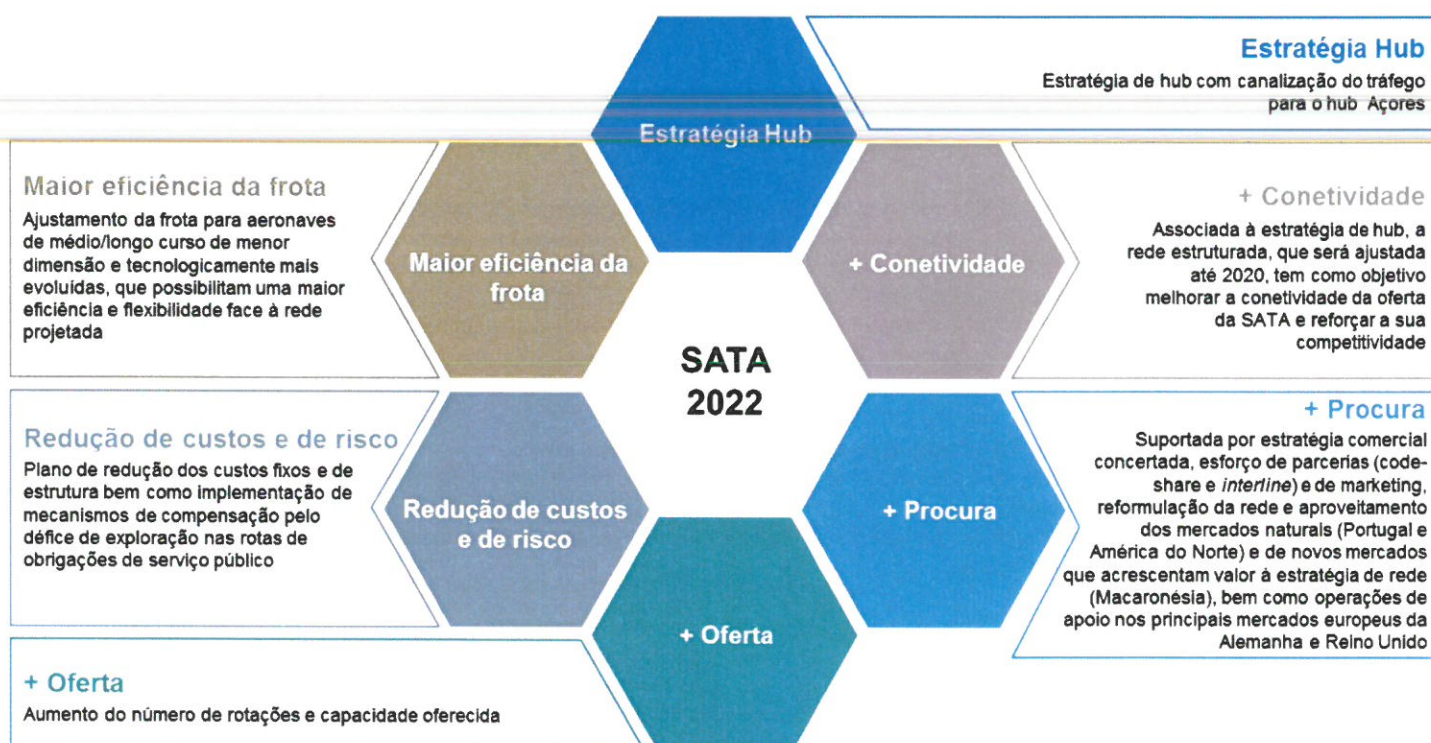 Estratégia Hub
Estratégia de hub com canalização do tráfego
para o hub Açores
Estratégia Hub
Maior eficiência da frota
Ajustamento da frota para aeronaves
de médio/longo curso de menor
dimensão e tecnologicamente mais
evoluídas, que possibilitam uma maior
eficiência e flexibilidade face à rede
projetada
Maior eficiência da
frota
+ Conetividade
+ Conetividade
Associada à estratégia de hub, a
rede estruturada, que será ajustada
até 2020, tem como objetivo
melhorar a conetividade da oferta
da SATA e reforçar a sua
competitividade
SATA
2022
Redução de custos e de risco
Plano de redução dos custos fixos e de
estrutura bem como implementação de
mecanismos de compensação pelo
défice de exploração nas rotas de
obrigações de serviço público
Redução de custos
e de risco
+ Procura
+ Procura
Suportada por estratégia comercial
concertada, esforço de parcerias (code-
share e interline) e de marketing,
reformulação da rede e aproveitamento
dos mercados naturais (Portugal e
América do Norte) e de novos mercados
que acrescentam valor à estratégia de rede
(Macaronésia), bem como operações de
apoio nos principais mercados europeus da
Alemanha e Reino Unido
+ Oferta
+ Oferta
Aumento do número de rotações e capacidade oferecida